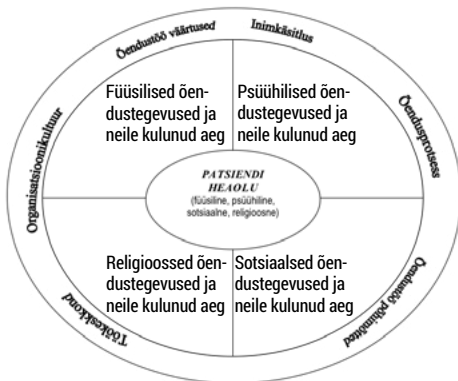 Õendustöö väärtused
Inimkäsitlus
Organisatsioonikultuur
Õendusprotsess
Füüsilised õen-
dustegevused ja
neile kulunud aeg
Psüühilised õen-
dustegevused ja
neile kulunud aeg
PATSIENDI
HEAOLU
(füüsiline, psüühiline,
sotsiaalne, religioosne)
Religioossed õen-
dustegevused ja
neile kulunud aeg
Sotsiaalsed õen-
dustegevused ja
neile kulunud aeg
Töökeskkond
Õendustöö põhimõtted